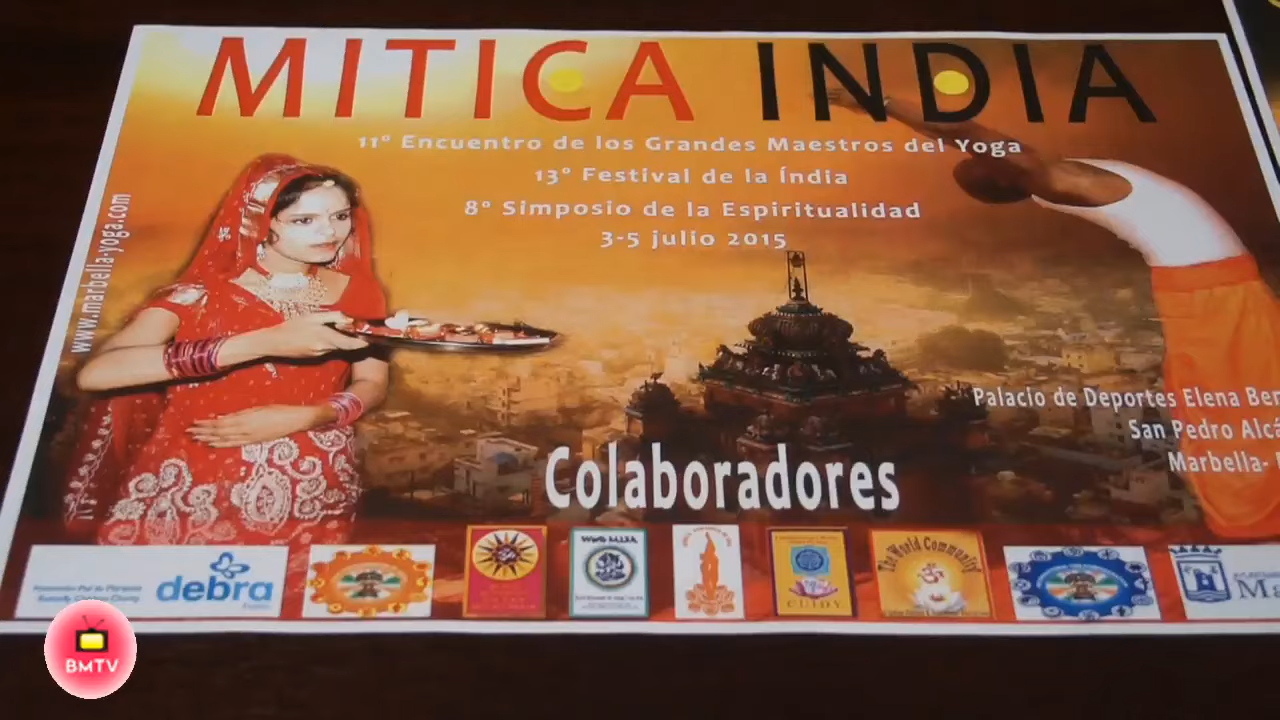 MITICA INDIA
11º Encuentro de los Grandes Maestros del Yoga
13º Festival de la Índia
8º Simposio de la Espiritualidad
3-5 julio 2015
www.marbella-yoga.com
Palacio de Deportes Elena
San Pedro
Marbella-
Colaboradores
debra
The World Community
BMTV